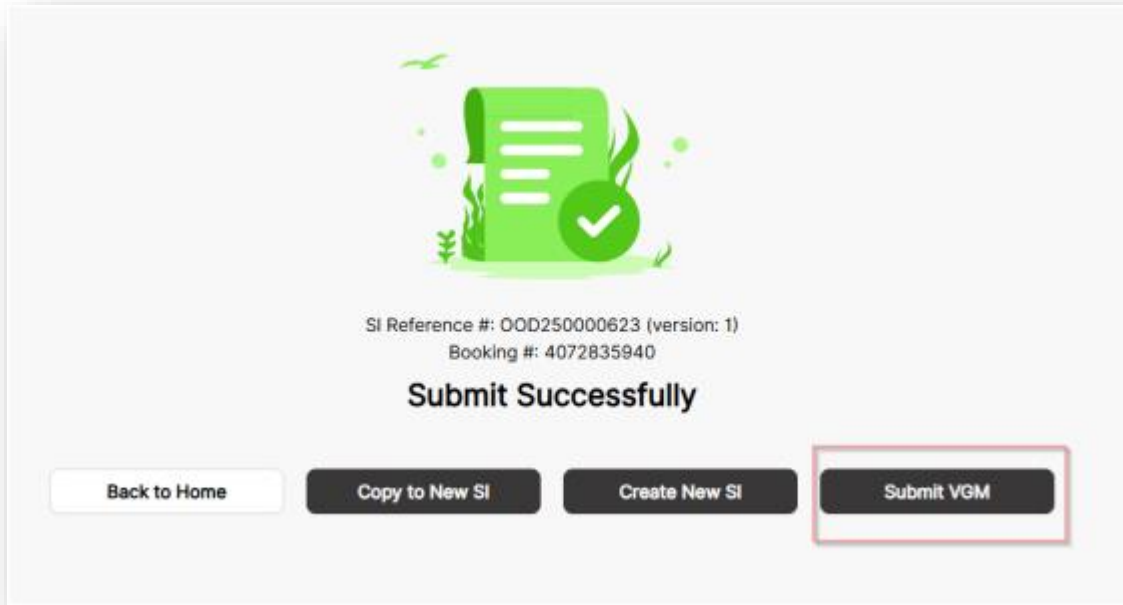 SI Reference #: OOD250000623 (version: 1)
Booking #: 4072835940
Submit Successfully
Back to Home
Copy to New SI
Create New SI
Submit VGM